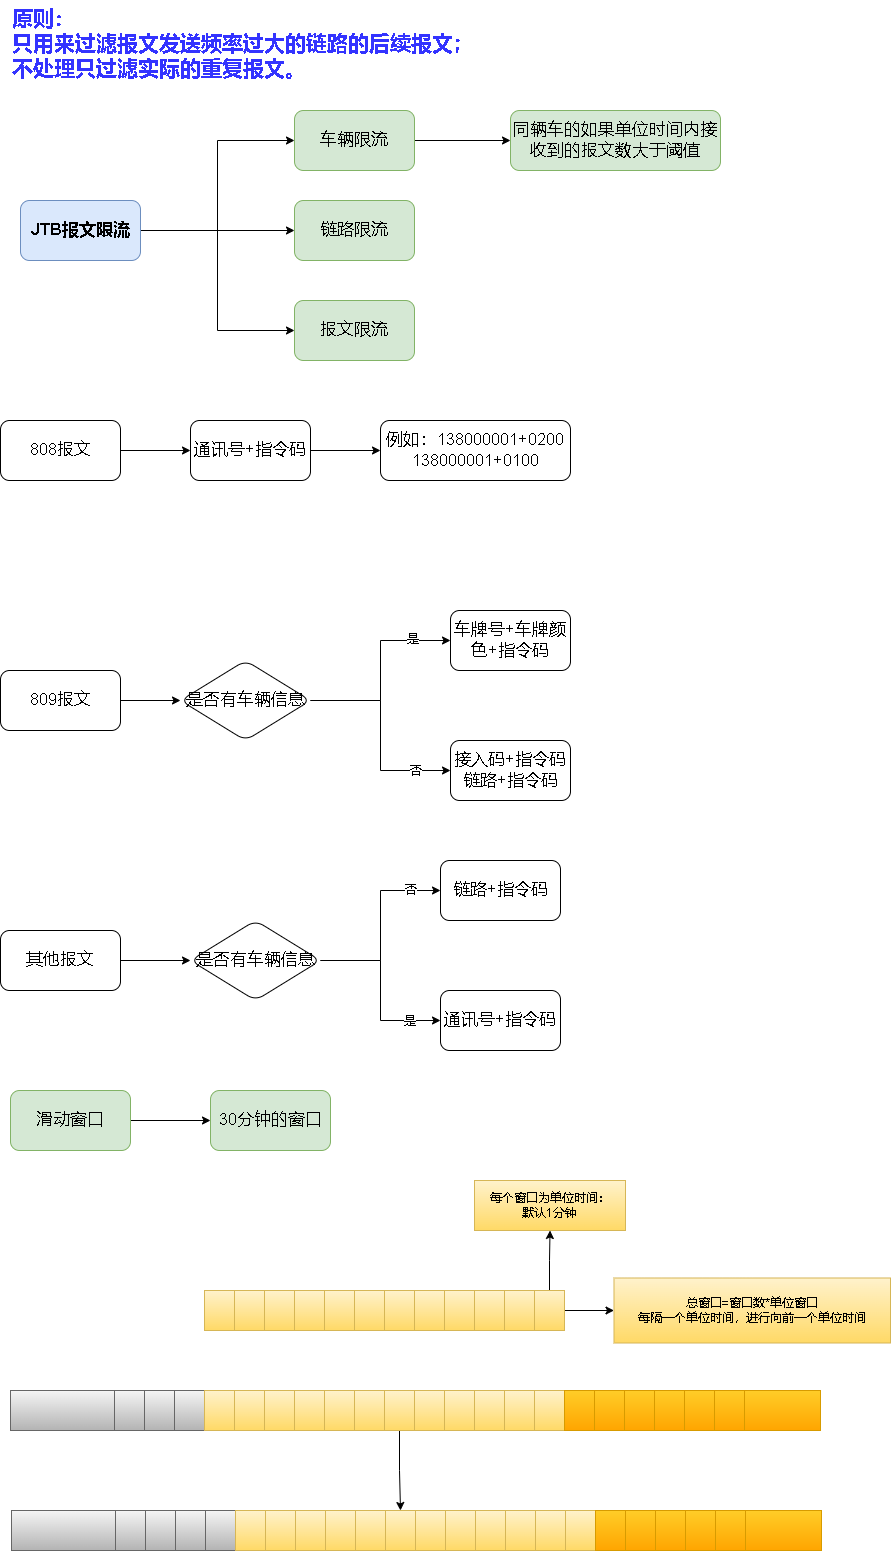 原则：
只用来过滤报文发送频率过大的链路的后续报文；
不处理只过滤实际的重复报文。
车辆限流
同辆车的如果单位时间内接
收到的报文数大于阈值
JTB报文限流
链路限流
报文限流
808报文
通讯号+指令码
例如：138000001+0200
138000001+0100
809报文
是否有车辆信息
是
车牌号+车牌颜
色+指令码
否
接入码+指令码
链路+指令码
其他报文
是否有车辆信息
否
链路+指令码
是
通讯号+指令码
滑动窗口
30分钟的窗口
每个窗口为单位时间：
默认1分钟
总窗口=窗口数*单位窗口
每隔一个单位时间，进行向前一个单位时间